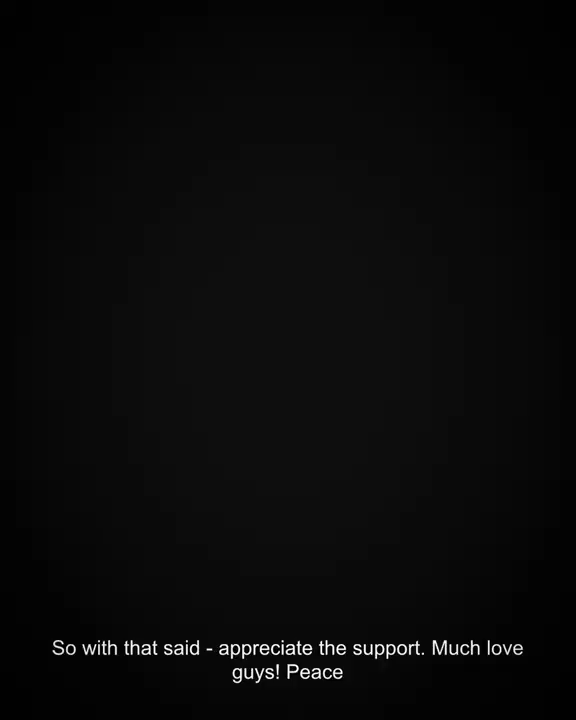 So with that said - appreciate the support. Much love
guys! Peace